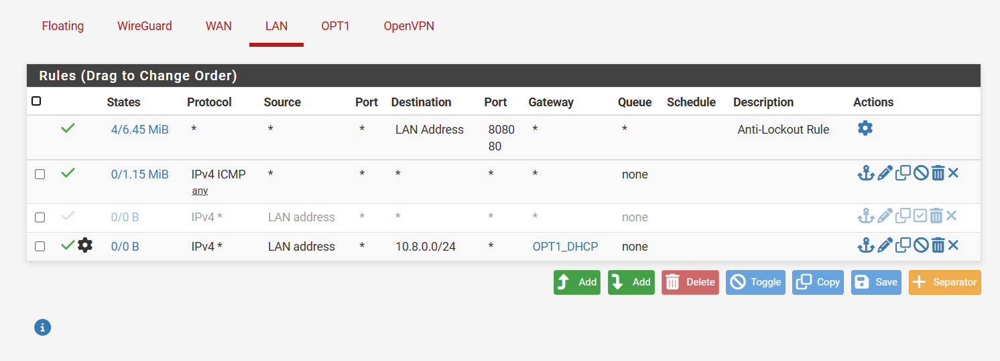 Floating WireGuard WAN LAN OPT1 OpenVPN
Rules (Drag to Change Order)
States Protocol Source Port Destination Port Gateway Queue Schedule Description Actions
4/6.45 MiB * * * LAN Address 8080 * * Anti-Lockout Rule
80
0/1.15 MiB IPv4 ICMP * * * * * none
any
0/0 B IPv4 * LAN address * * * * none
0/0 B IPv4 * LAN address * 10.8.0.0/24 * OPT1_DHCP none
Add Add Delete Toggle Copy Save Separator